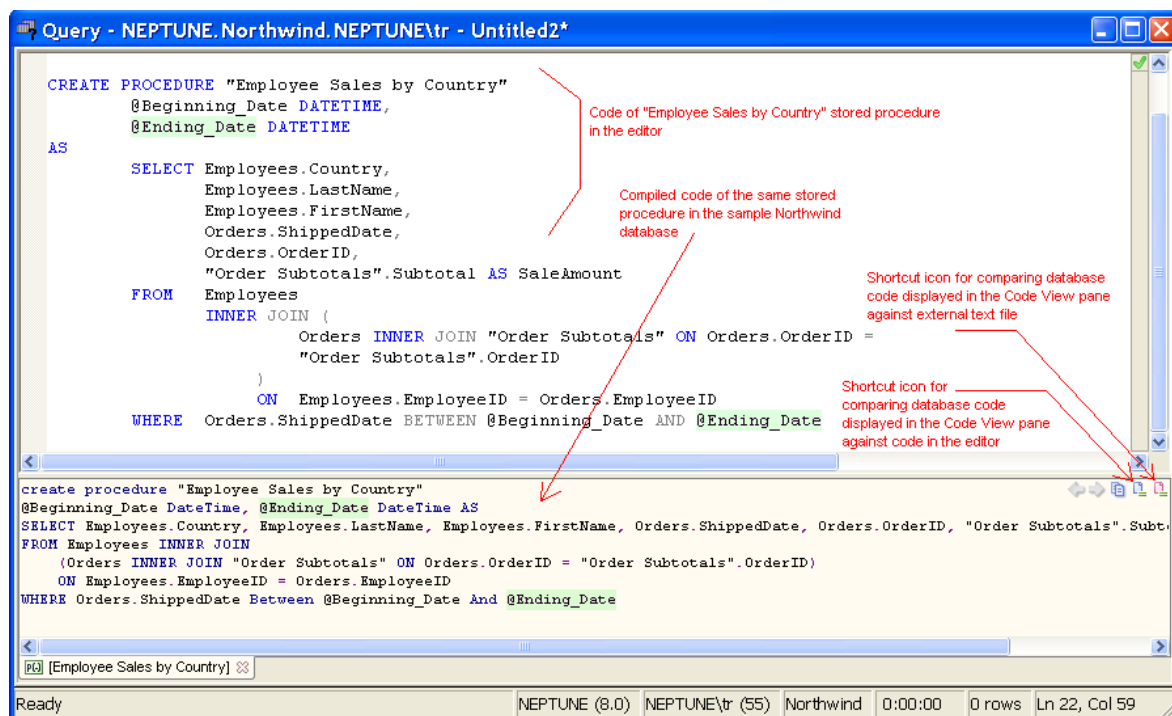 Query - NEPTUNE.Northwind.NEPTUNE\tr - Untitled2*
CREATE PROCEDURE "Employee Sales by Country"
@Beginning_Date DATETIME,
@Ending_Date DATETIME
AS
SELECT Employees.Country,
Employees.LastName,
Employees.FirstName,
Orders.ShippedDate,
Orders.OrderID,
"Order Subtotals".Subtotal AS SaleAmount
FROM Employees
INNER JOIN (
Orders INNER JOIN "Order Subtotals" ON Orders.OrderID =
"Order Subtotals".OrderID
)
ON Employees.EmployeeID = Orders.EmployeeID
WHERE Orders.ShippedDate BETWEEN @Beginning_Date AND @Ending_Date
Code of "Employee Sales by Country" stored procedure
in the editor
Compiled code of the same stored
procedure in the sample Northwind
database
Shortcut icon for comparing database
code displayed in the Code View pane
against external text file
Shortcut icon for
comparing database code
displayed in the Code View pane
against code in the editor
create procedure "Employee Sales by Country"
@Beginning_Date DateTime, @Ending_Date DateTime AS
SELECT Employees.Country, Employees.LastName, Employees.FirstName, Orders.ShippedDate, Orders.OrderID, "Order Subtotals".Subt
FROM Employees INNER JOIN
(Orders INNER JOIN "Order Subtotals" ON Orders.OrderID = "Order Subtotals".OrderID)
ON Employees.EmployeeID = Orders.EmployeeID
WHERE Orders.ShippedDate Between @Beginning_Date And @Ending_Date
[Employee Sales by Country]
Ready NEPTUNE (8.0) NEPTUNE\tr (55) Northwind 0:00:00 0 rows Ln 22, Col 59